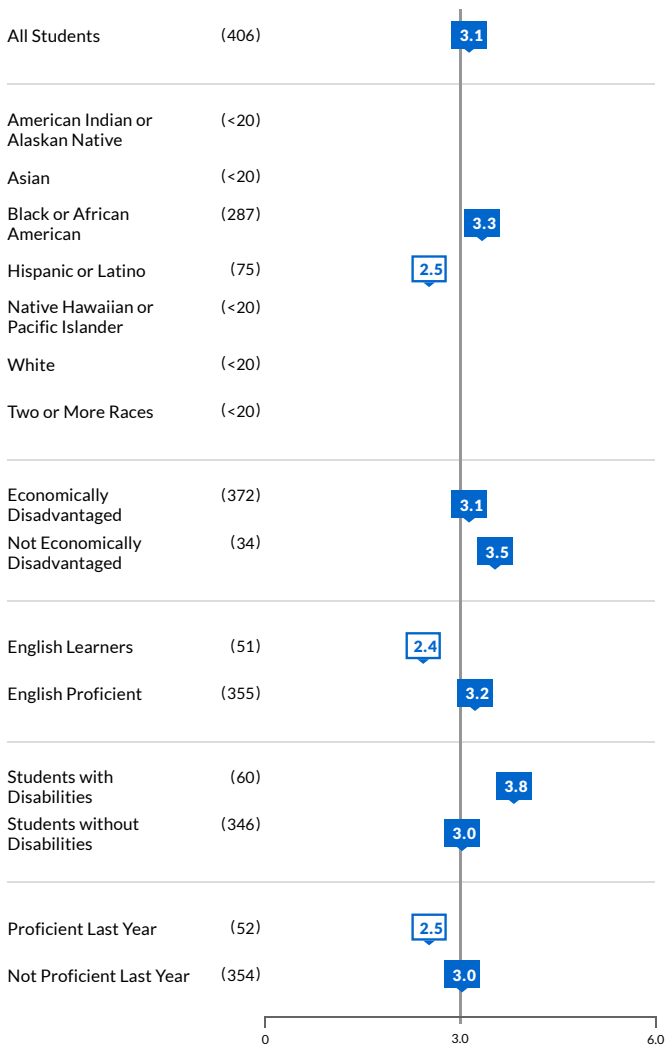 All Students (406) 3.1
American Indian or (<20)
Alaskan Native
Asian (<20)
Black or African (287) 3.3
American
Hispanic or Latino (75) 2.5
Native Hawaiian or (<20)
Pacific Islander
White (<20)
Two or More Races (<20)
Economically (372) 3.1
Disadvantaged
Not Economically (34) 3.5
Disadvantaged
English Learners (51) 2.4
English Proficient (355) 3.2
Students with (60) 3.8
Disabilities
Students without (346) 3.0
Disabilities
Proficient Last Year (52) 2.5
Not Proficient Last Year (354) 3.0
0 3.0 6.0